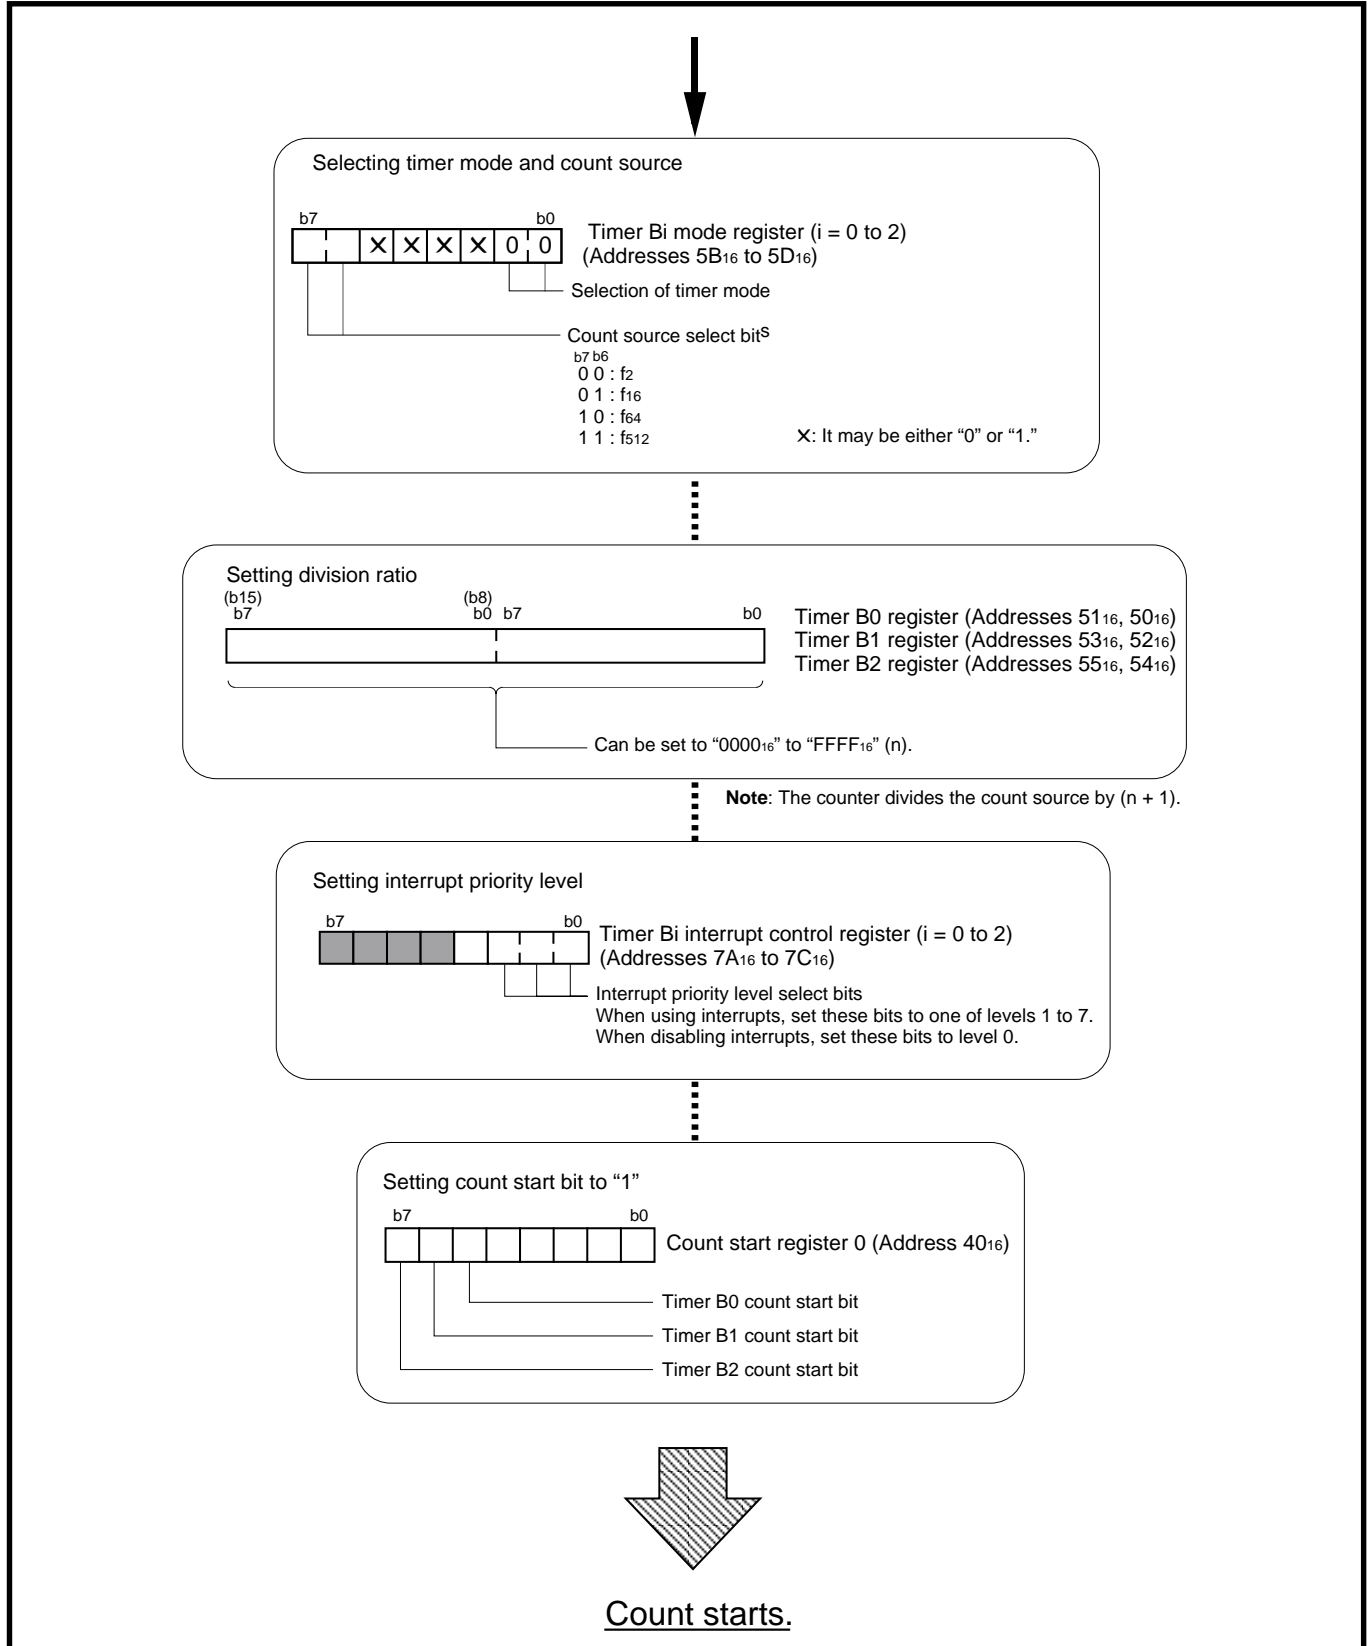 Selecting timer mode and count source
b7 b0
X X X X 0 0
Timer Bi mode register (i = 0 to 2)
(Addresses 5B16 to 5D16)
Selection of timer mode
Count source select bits
b7 b6
0 0 : f2
0 1 : f16
1 0 : f64
1 1 : f512
X: It may be either “0” or “1.”
Setting division ratio
(b15) (b8)
b7 b0 b7 b0
Timer B0 register (Addresses 5116, 5016)
Timer B1 register (Addresses 5316, 5216)
Timer B2 register (Addresses 5516, 5416)
Can be set to “000016” to “FFFF16” (n).
Note: The counter divides the count source by (n + 1).
Setting interrupt priority level
b7 b0
Timer Bi interrupt control register (i = 0 to 2)
(Addresses 7A16 to 7C16)
Interrupt priority level select bits
When using interrupts, set these bits to one of levels 1 to 7.
When disabling interrupts, set these bits to level 0.
Setting count start bit to “1”
b7 b0
Count start register 0 (Address 4016)
Timer B0 count start bit
Timer B1 count start bit
Timer B2 count start bit
Count starts.